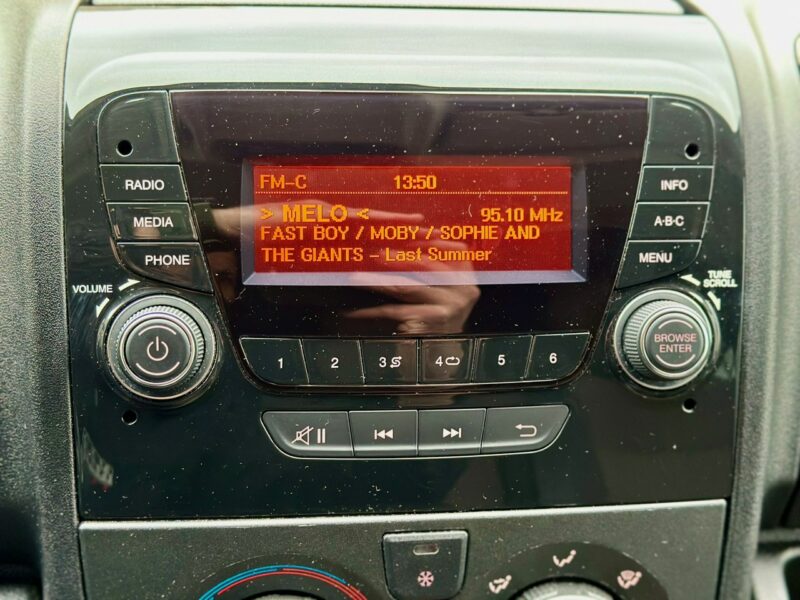 FM-C 13:50
> MELO < 95.10 MHz
FAST BOY / MOBY / SOPHIE AND
THE GIANTS - Last Summer
RADIO
MEDIA
PHONE
INFO
A·B·C
MENU
VOLUME
TUNE
SCROLL
BROWSE
ENTER
1 2 3 4 5 6